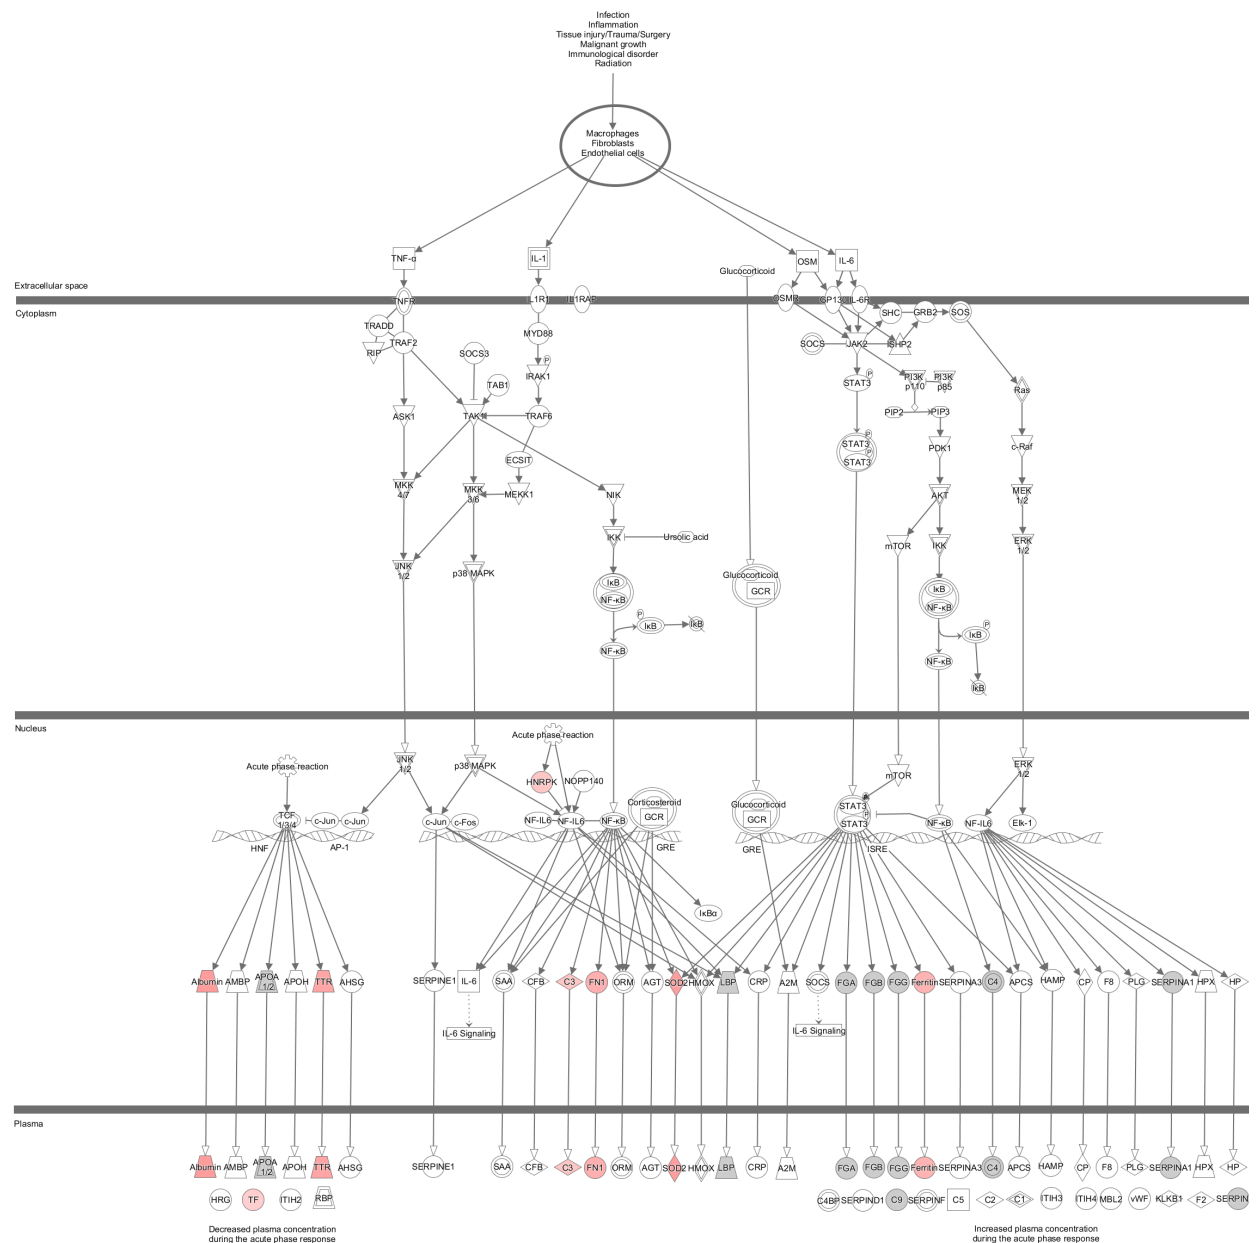 Infection
Inflammation
Tissue injury/Trauma/Surgery
Malignant growth
Immunological disorder
Radiation
Macrophages
Fibroblasts
Endothelial cells
TNF-α
IL-1
Glucocorticoid
OSM
IL-6
Extracellular space
TNFR
IL1R1
IL1RAP
OSMR
GP130
IL-6R
Cytoplasm
SHC
GRB2
SOS
TRADD
TRAF2
RIP
MYD88
SOCS
JAK2
SHP2
SOCS3
P
IRAK1
TAB1
P
STAT3
PI3K
p110
PI3K
p85
Ras
ASK1
TAK1
TRAF6
PIP2
PIP3
P
STAT3
P
STAT3
PDK1
c-Raf
ECSIT
MKK
4/7
MKK
3/6
MEKK1
NIK
AKT
MEK
1/2
IKK
Ursolic acid
mTOR
IKK
ERK
1/2
JNK
1/2
p38 MAPK
IκB
NF-κB
Glucocorticoid
GCR
IκB
NF-κB
P
IκB
IκB
P
IκB
NF-κB
NF-κB
IκB
Nucleus
Acute phase reaction
Acute phase reaction
JNK
1/2
p38 MAPK
HNRPK
NOPP140
mTOR
ERK
1/2
TCF
1/3/4
c-Jun
c-Jun
c-Jun
c-Fos
NF-IL6
NF-IL6
NF-κB
Corticosteroid
GCR
Glucocorticoid
GCR
STAT3
P
STAT3
NF-κB
NF-IL6
Elk-1
HNF
AP-1
GRE
GRE
ISRE
IκBα
Albumin
AMBP
APOA
1/2
APOH
TTR
AHSG
SERPINE1
IL-6
SAA
CFB
C3
FN1
ORM
AGT
SOD2
HMOX
LBP
CRP
A2M
SOCS
FGA
FGB
FGG
Ferritin
SERPINA3
C4
APCS
HAMP
CP
F8
PLG
SERPINA1
HPX
HP
IL-6 Signaling
IL-6 Signaling
Plasma
Albumin
AMBP
APOA
1/2
APOH
TTR
AHSG
SERPINE1
SAA
CFB
C3
FN1
ORM
AGT
SOD2
HMOX
LBP
CRP
A2M
FGA
FGB
FGG
Ferritin
SERPINA3
C4
APCS
HAMP
CP
F8
PLG
SERPINA1
HPX
HP
HRG
TF
ITIH2
RBP
C4BP
SERPIND1
C9
SERPINF
C5
C2
C1
ITIH3
ITIH4
MBL2
vWF
KLKB1
F2
SERPIN
Decreased plasma concentration
during the acute phase response
Increased plasma concentration
during the acute phase response